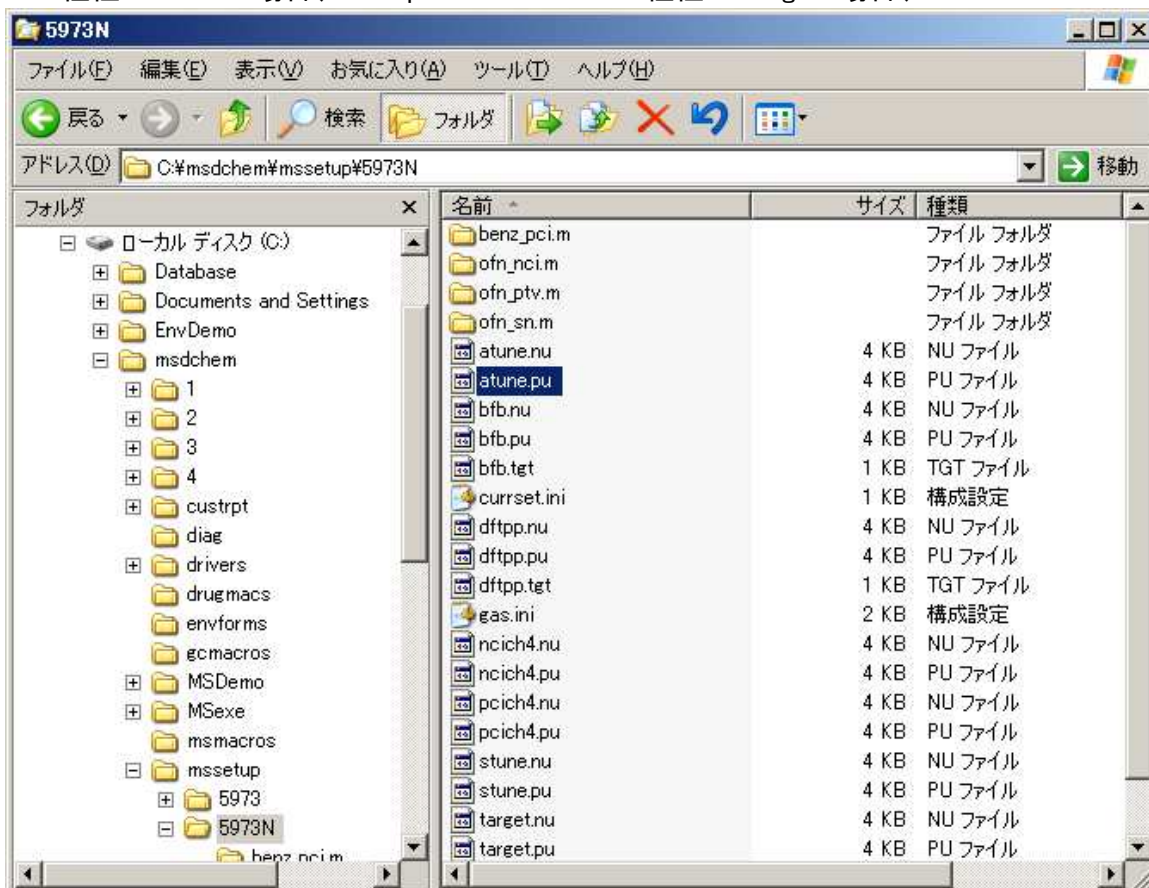 5973N
ファイル(F) 編集(E) 表示(V) お気に入り(A) ツール(T) ヘルプ(H)
戻る 検索 フォルダ
アドレス(D) C:¥msdchem¥mssetup¥5973N 移動
フォルダ
ローカル ディスク (C:)
Database
Documents and Settings
EnvDemo
msdchem
1
2
3
4
custrpt
diag
drivers
drugmacs
envforms
gcmacros
MSDemo
MSexe
msmacros
mssetup
5973
5973N
benz_pci.m
名前 サイズ 種類
benz_pci.m ファイル フォルダ
ofn_nci.m ファイル フォルダ
ofn_ptv.m ファイル フォルダ
ofn_sn.m ファイル フォルダ
atune.nu 4 KB NU ファイル
atune.pu 4 KB PU ファイル
bfb.nu 4 KB NU ファイル
bfb.pu 4 KB PU ファイル
bfb.tgt 1 KB TGT ファイル
currset.ini 1 KB 構成設定
dftpp.nu 4 KB NU ファイル
dftpp.pu 4 KB PU ファイル
dftpp.tgt 1 KB TGT ファイル
gas.ini 2 KB 構成設定
ncich4.nu 4 KB NU ファイル
ncich4.pu 4 KB PU ファイル
pcich4.nu 4 KB NU ファイル
pcich4.pu 4 KB PU ファイル
stune.nu 4 KB NU ファイル
stune.pu 4 KB PU ファイル
target.nu 4 KB NU ファイル
target.pu 4 KB PU ファイル